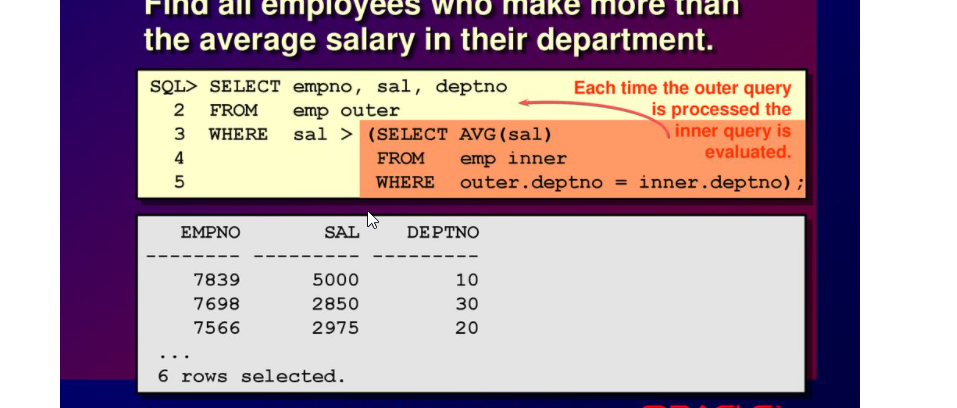 Find all employees who make more than
the average salary in their department.
SQL> SELECT empno, sal, deptno
2 FROM emp outer
3 WHERE sal > (SELECT AVG(sal)
4 FROM emp inner
5 WHERE outer.deptno = inner.deptno);
Each time the outer query
is processed the
inner query is
evaluated.
EMPNO SAL DEPTNO
-------- --------- ---------
7839 5000 10
7698 2850 30
7566 2975 20
...
6 rows selected.